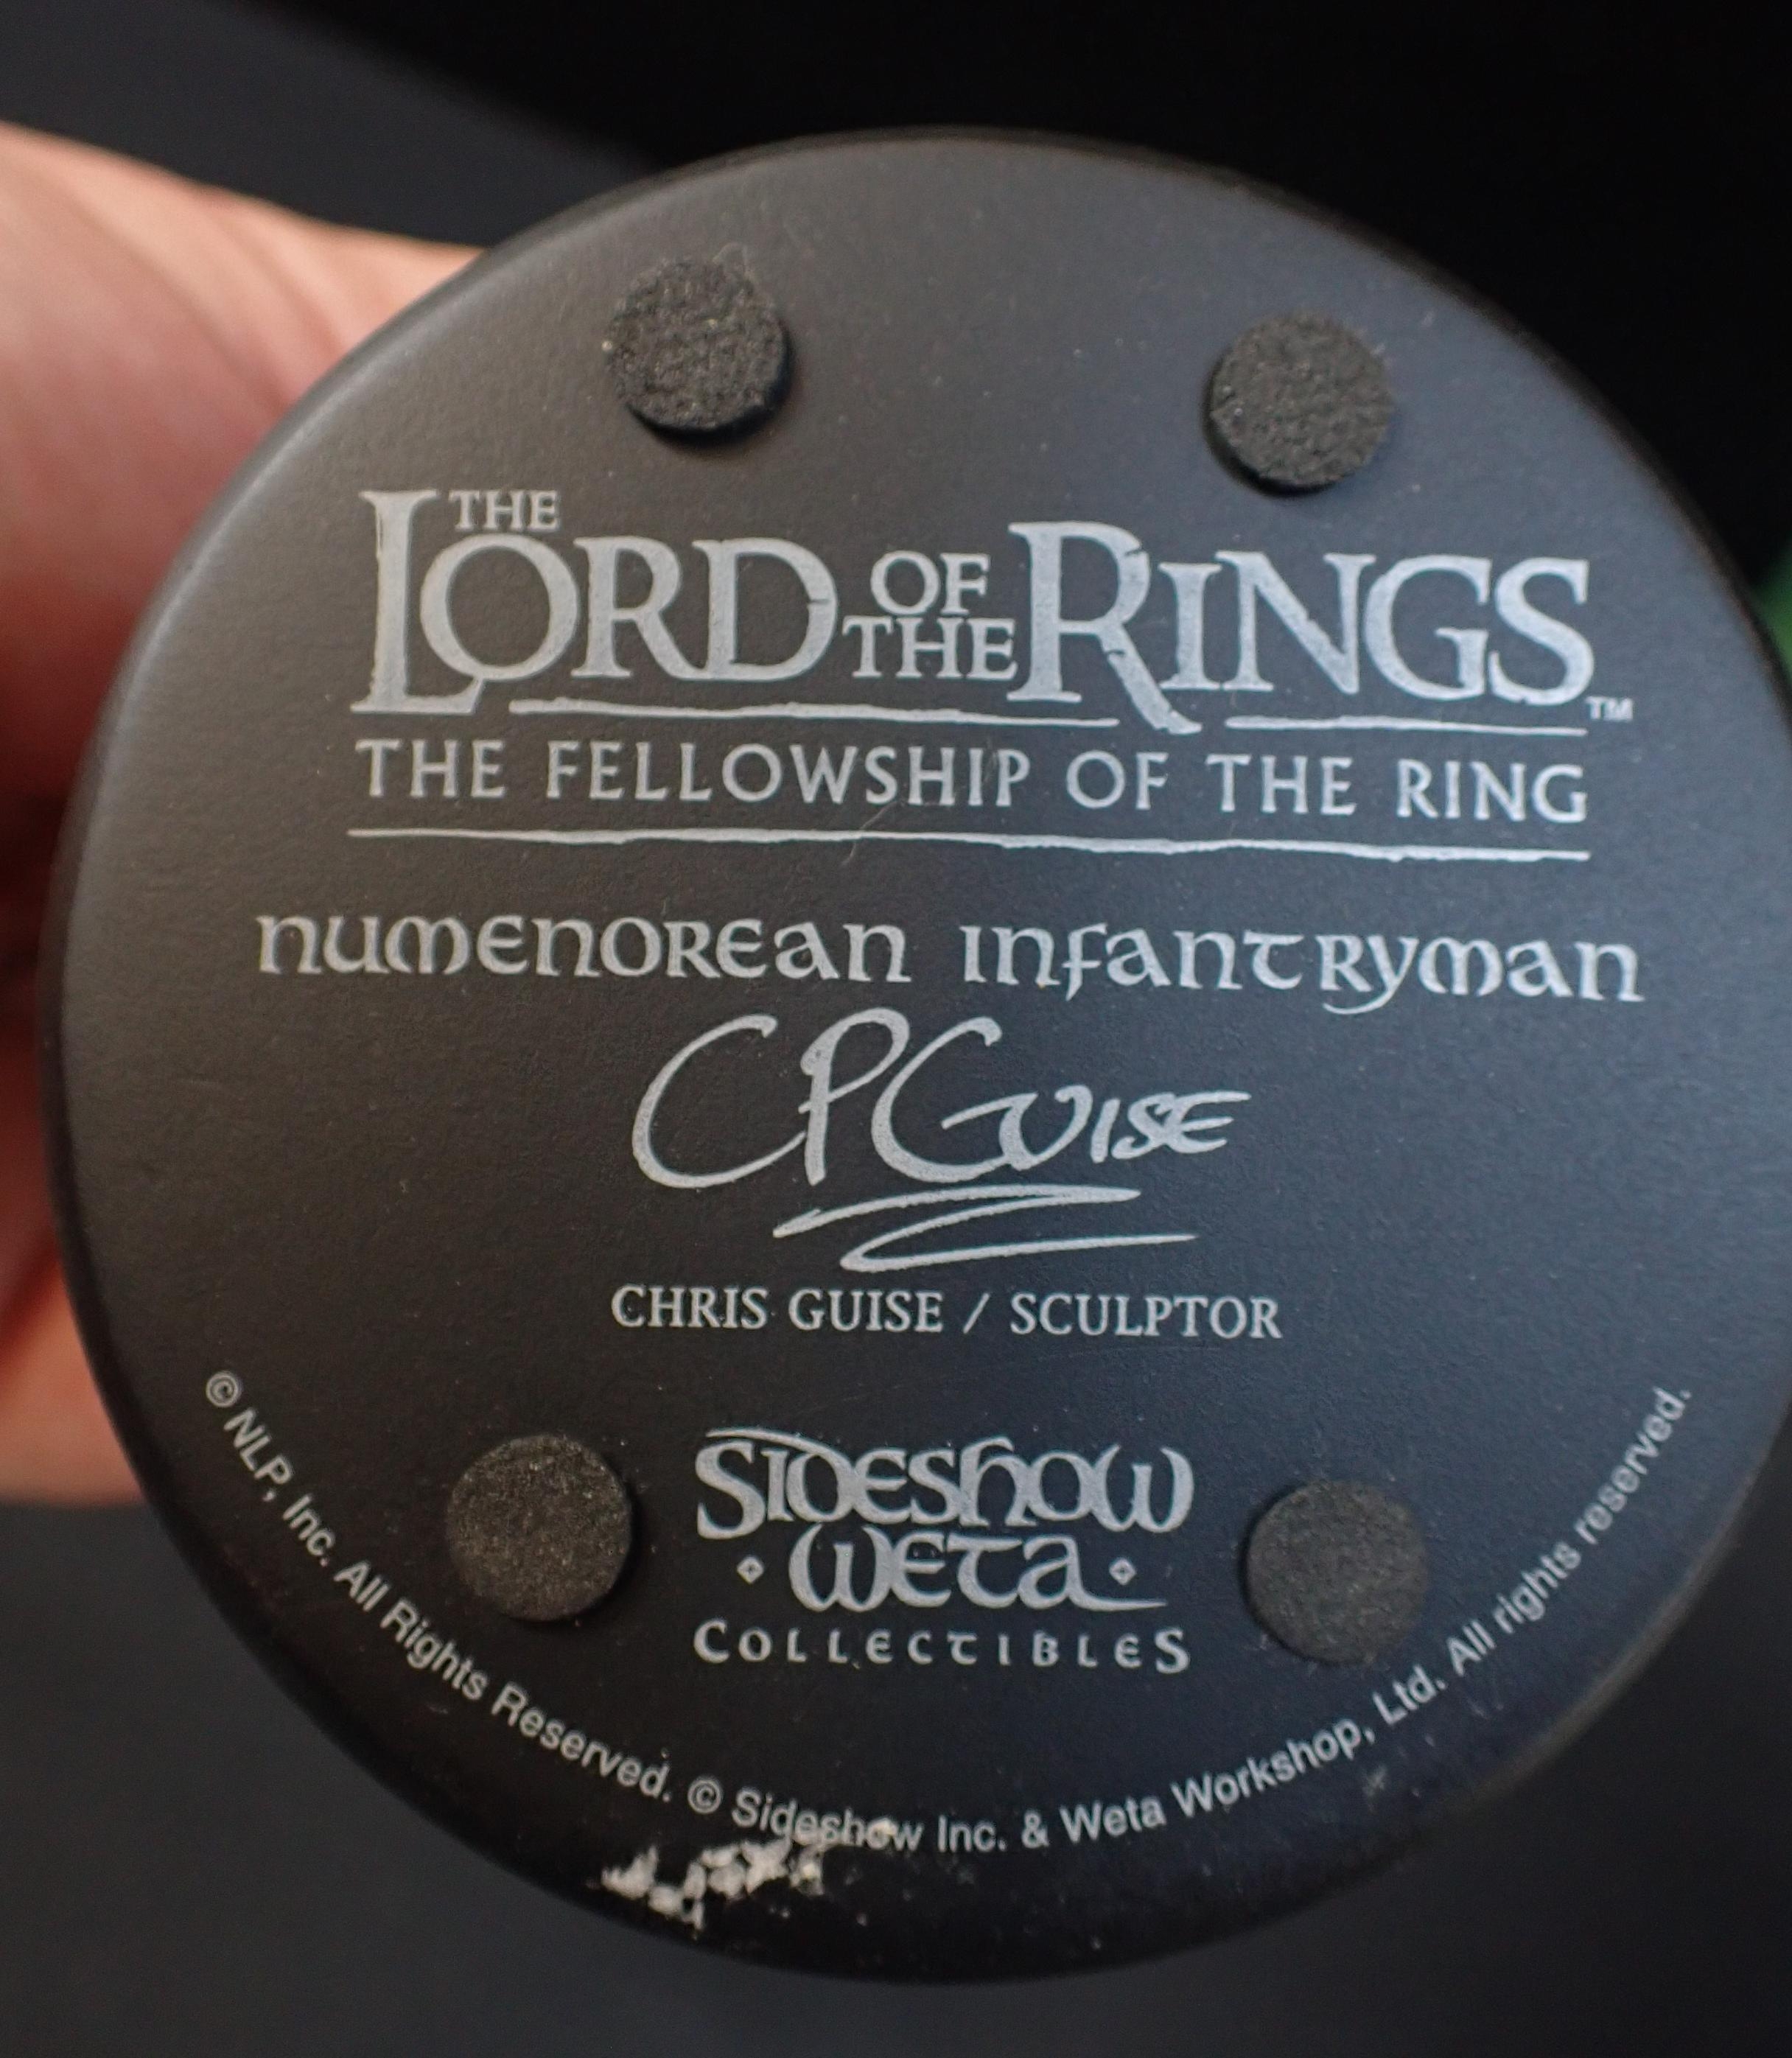 THE LORD OF THE RINGS™
THE FELLOWSHIP OF THE RING
NUMENOREAN INFANTRYMAN
CPGUISE
CHRIS GUISE / SCULPTOR
SIDESHOW
WETA
COLLECTIBLES
© NLP, Inc. All Rights Reserved. © Sideshow Inc. & Weta Workshop, Ltd. All rights reserved.